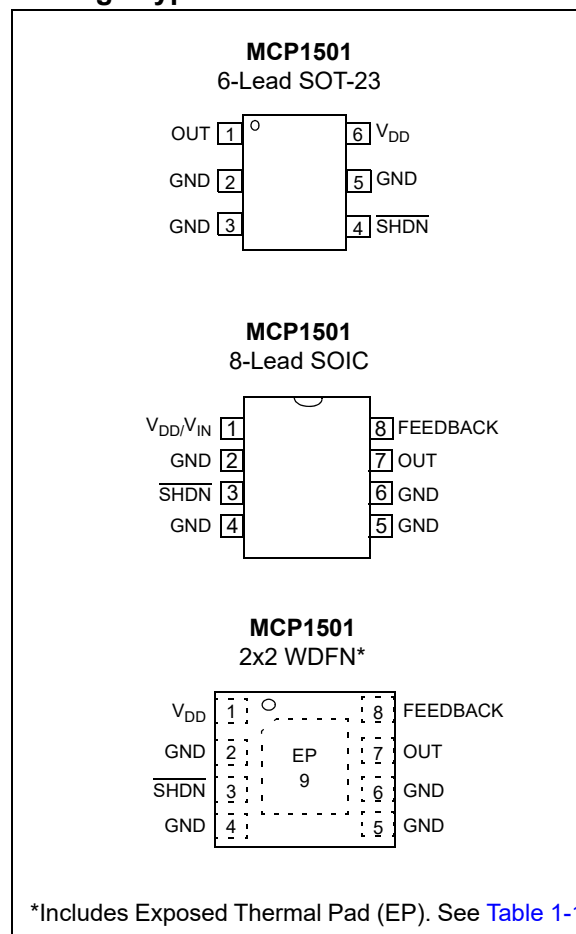 MCP1501
6-Lead SOT-23
OUT 1 6 VDD
GND 2 5 GND
GND 3 4 SHDN
MCP1501
8-Lead SOIC
VDD/VIN 1 8 FEEDBACK
GND 2 7 OUT
SHDN 3 6 GND
GND 4 5 GND
MCP1501
2x2 WDFN*
VDD 1 8 FEEDBACK
GND 2 EP 7 OUT
SHDN 3 9 6 GND
GND 4 5 GND
*Includes Exposed Thermal Pad (EP). See Table 1-1